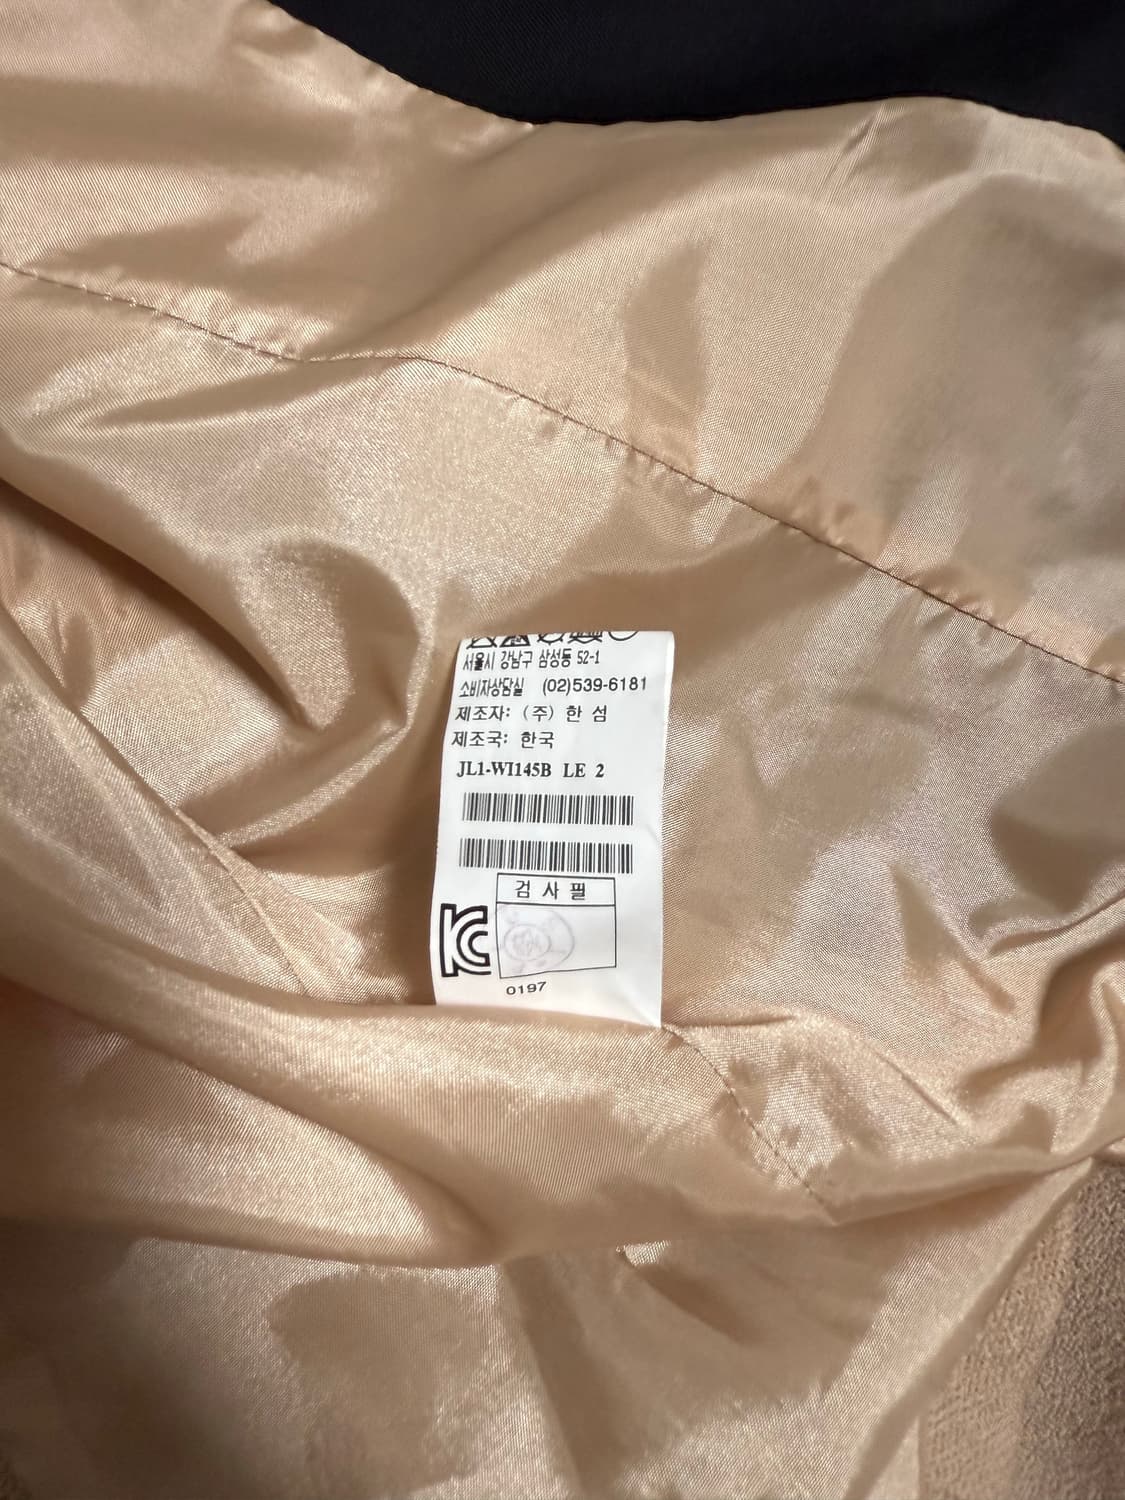 서울시 강남구 삼성동 52-1
소비자상담실 (02)539-6181
제조자: (주) 한 섬
제조국: 한국
JL1-WI145B LE 2
검 사 필
KC
0197